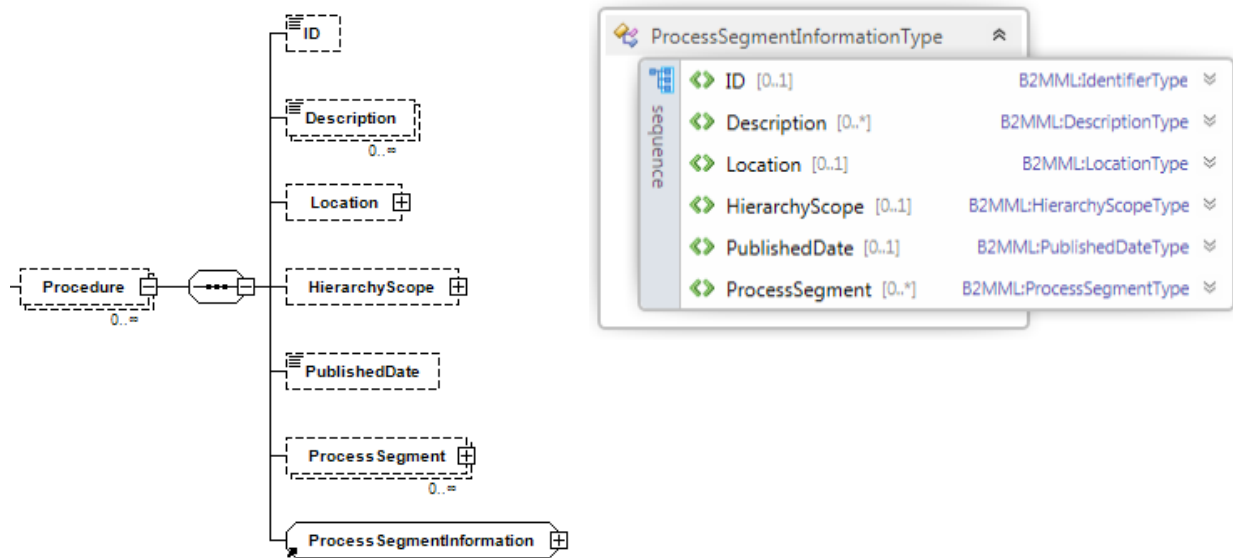 ID
Description
0..∞
Location
Procedure
0..∞
HierarchyScope
PublishedDate
ProcessSegment
0..∞
ProcessSegmentInformation
ProcessSegmentInformationType
sequence
ID [0..1] B2MML:IdentifierType
Description [0..*] B2MML:DescriptionType
Location [0..1] B2MML:LocationType
HierarchyScope [0..1] B2MML:HierarchyScopeType
PublishedDate [0..1] B2MML:PublishedDateType
ProcessSegment [0..*] B2MML:ProcessSegmentType